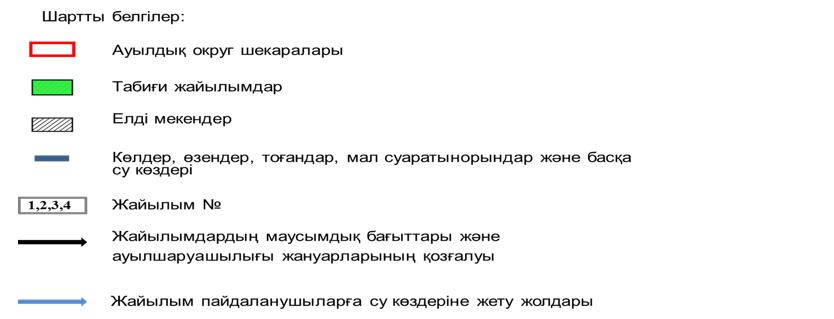 Шартты белгілер:
Ауылдық округ шекаралары
Табиғи жайылымдар
Елді мекендер
Көлдер, өзендер, тоғандар, мал суаратынорындар және басқа
су көздері
1,2,3,4 Жайылым №
Жайылымдардың маусымдық бағыттары және
ауылшаруашылығы жануарларының қозғалуы
Жайылым пайдаланушыларға су көздеріне жету жолдары